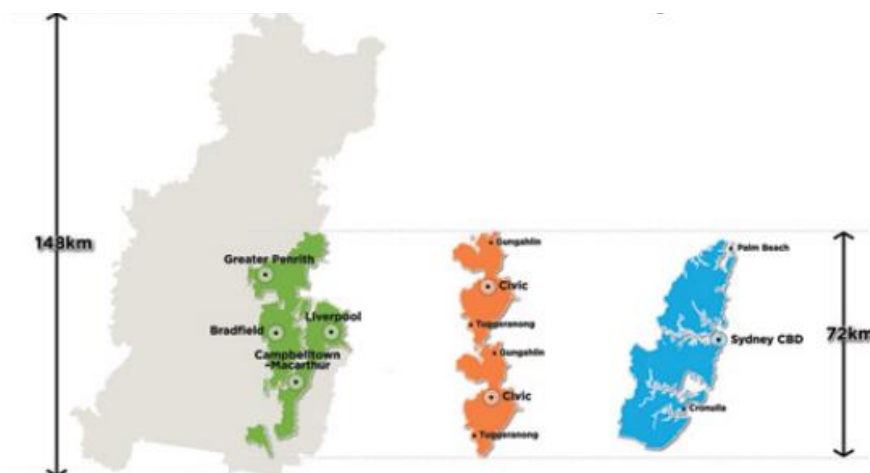 148km
Greater Penrith
Bradfield
Liverpool
Campbelltown
-Macarthur
Gungahlin
Civic
Tuggeranong
Gungahlin
Civic
Tuggeranong
Palm Beach
Sydney CBD
Cronulla
72km